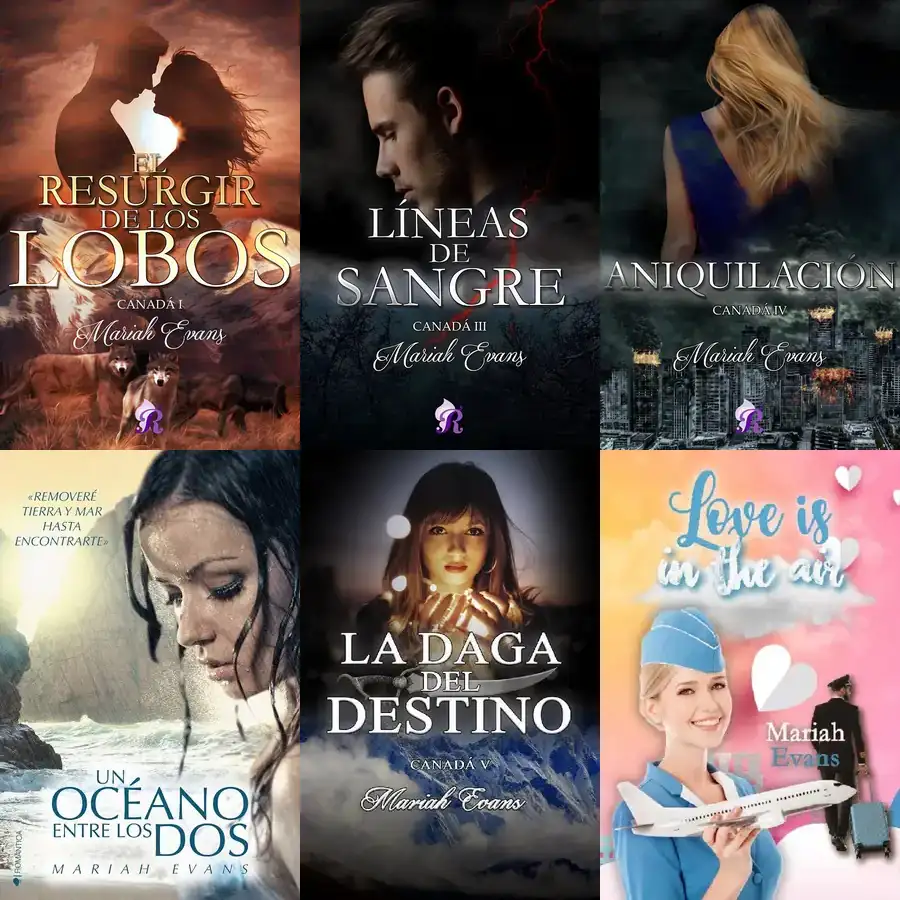 EL
RESURGIR
DE LOS
LOBOS
CANADÁ I
Mariah Evans
R
LÍNEAS
DE
SANGRE
CANADÁ III
Mariah Evans
R
ANIQUILACIÓN
CANADÁ IV
Mariah Evans
R
«REMOVERÉ
TIERRA Y MAR
HASTA
ENCONTRARTE»
UN
OCÉANO
ENTRE LOS DOS
MARIAH EVANS
ROMÁNTICA
LA DAGA
DEL
DESTINO
CANADÁ V
Mariah Evans
Love is
in the air
Mariah
Evans